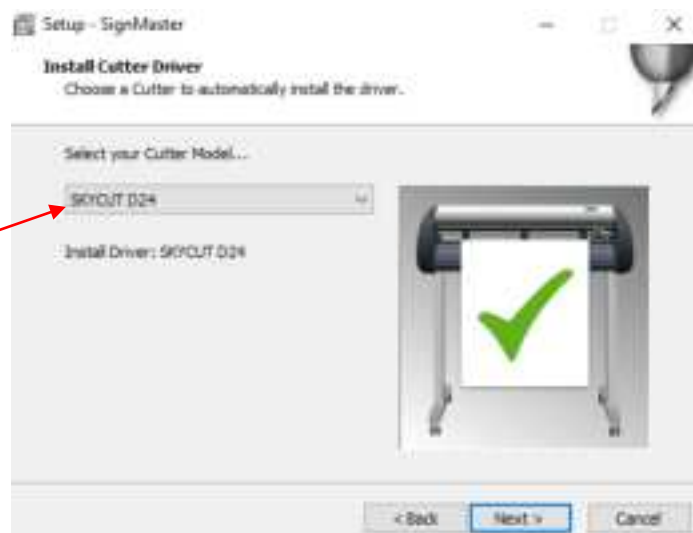 Setup - SignMaster
Install Cutter Driver
Choose a Cutter to automatically install the driver.
Select your Cutter Model...
SKYCUT D24
Install Driver: SKYCUT D24
< Back
Next >
Cancel